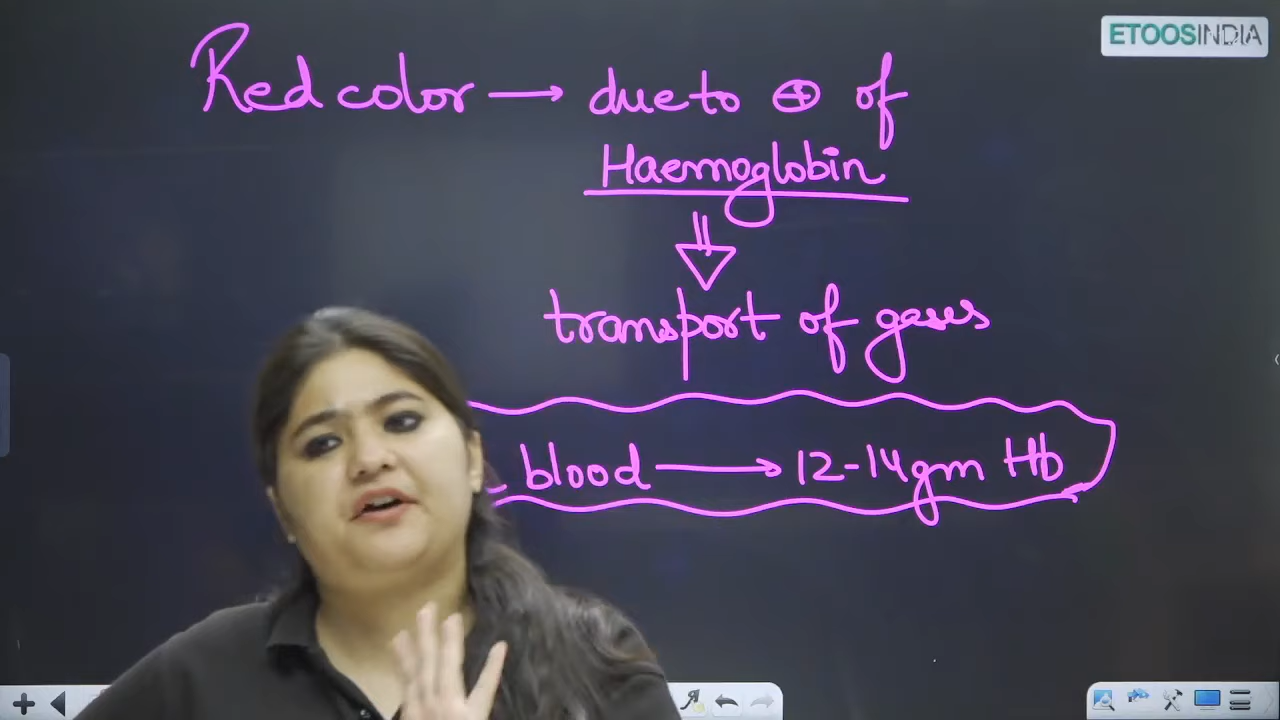 ETOOSINDIA
Red color → due to ⊕ of
Haemoglobin
transport of gases
blood → 12-14gm Hb